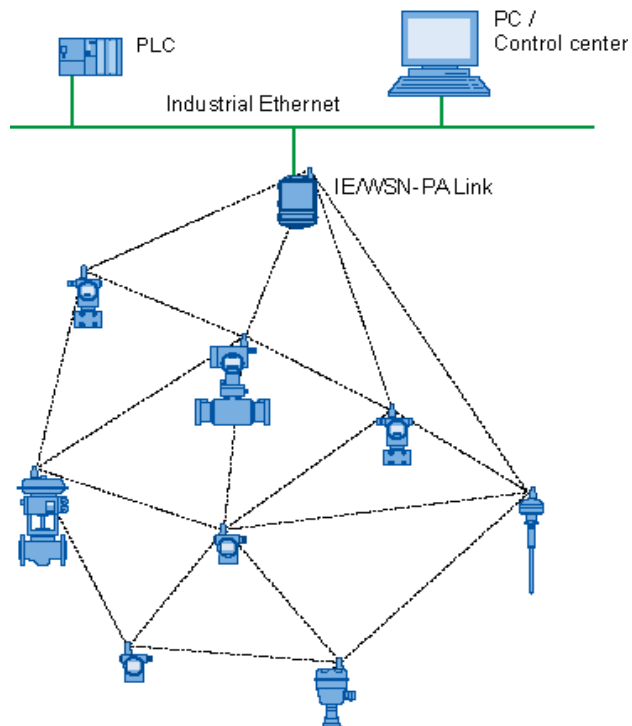 PLC
PC /
Control center
Industrial Ethernet
IE/WSN-PA Link